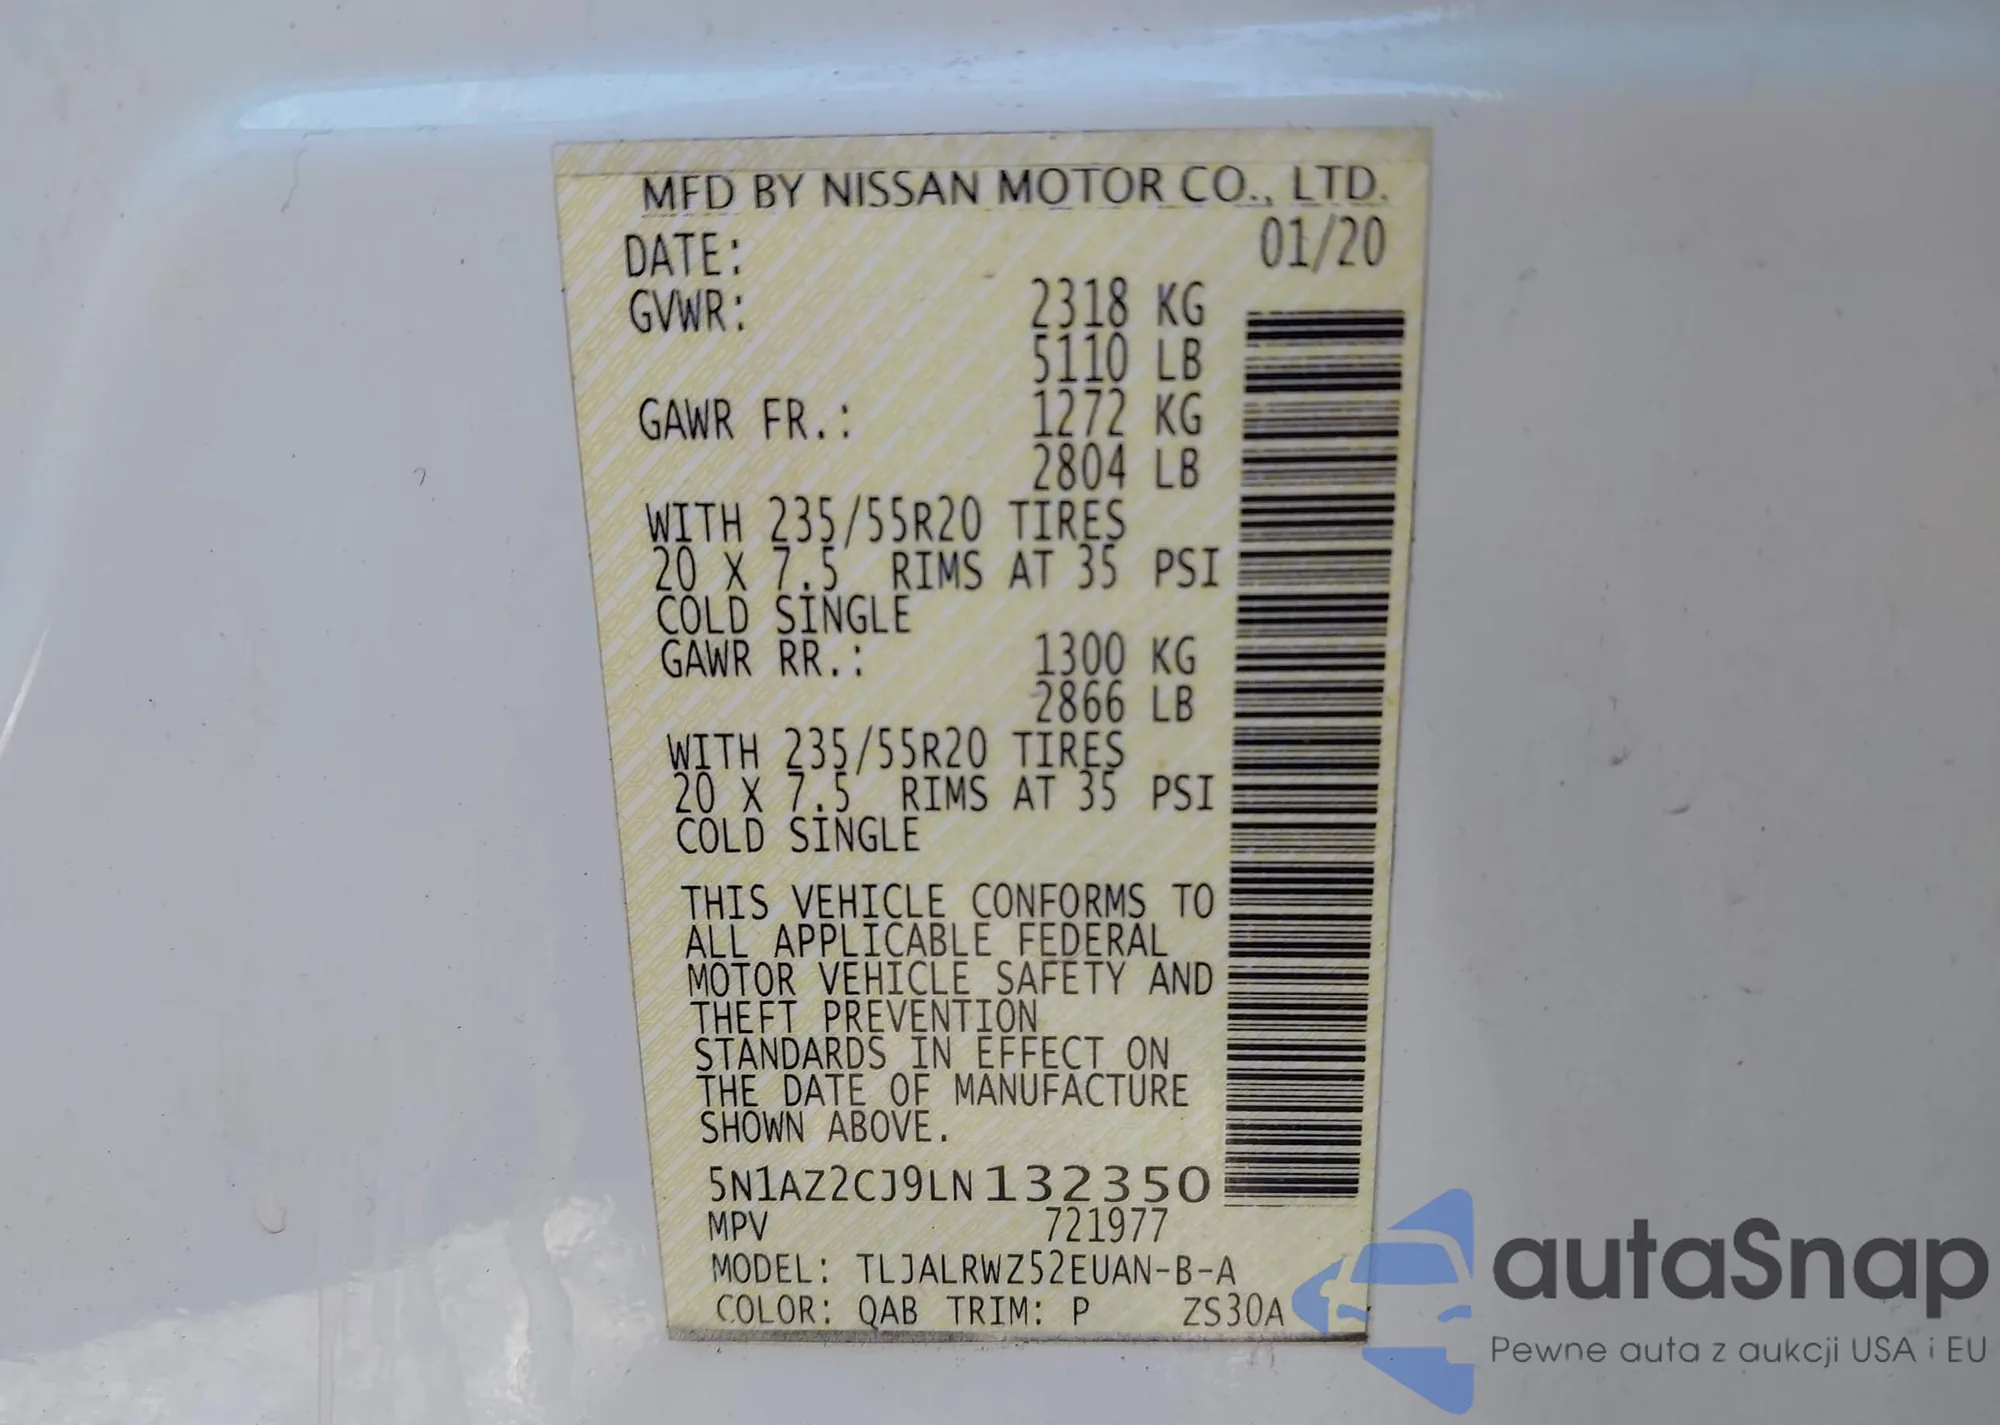 MFD BY NISSAN MOTOR CO., LTD.
DATE: 01/20
GVWR: 2318 KG
5110 LB
GAWR FR.: 1272 KG
2804 LB
WITH 235/55R20 TIRES
20 X 7.5 RIMS AT 35 PSI
COLD SINGLE
GAWR RR.: 1300 KG
2866 LB
WITH 235/55R20 TIRES
20 X 7.5 RIMS AT 35 PSI
COLD SINGLE
THIS VEHICLE CONFORMS TO
ALL APPLICABLE FEDERAL
MOTOR VEHICLE SAFETY AND
THEFT PREVENTION
STANDARDS IN EFFECT ON
THE DATE OF MANUFACTURE
SHOWN ABOVE.
5N1AZ2CJ9LN132350
MPV 721977
MODEL: TLJALRWZ52EUAN-B-A
COLOR: QAB TRIM: P ZS30A
autaSnap
Pewne auta z aukcji USA i EU